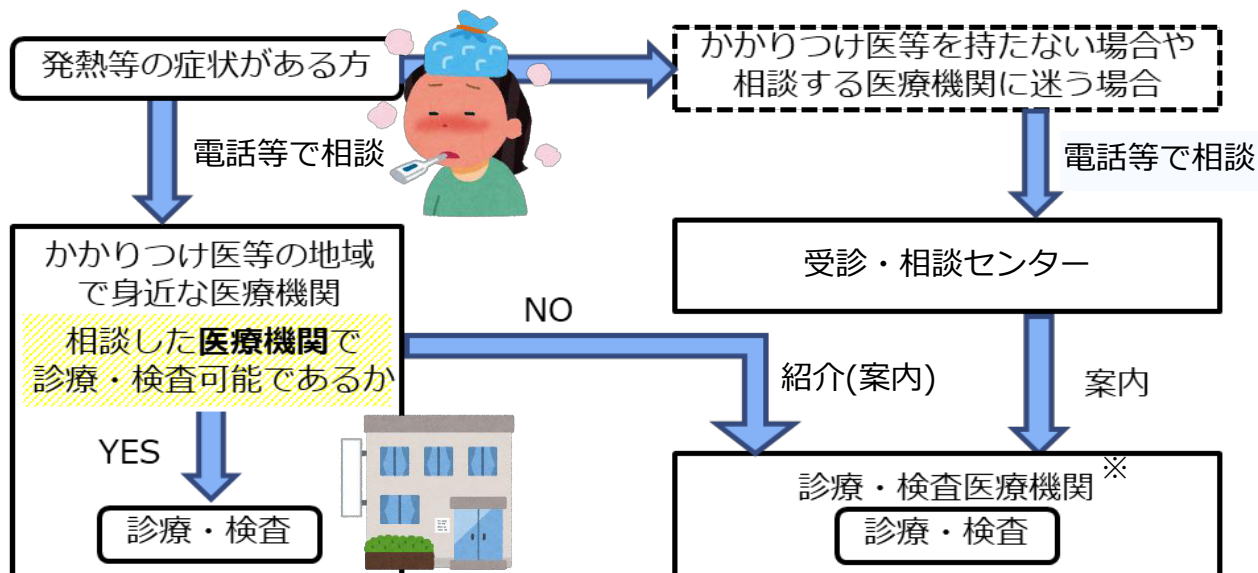 発熱等の症状がある方
かかりつけ医等を持たない場合や
相談する医療機関に迷う場合
電話等で相談
電話等で相談
かかりつけ医等の地域
で身近な医療機関
相談した医療機関で
診療・検査可能であるか
受診・相談センター
NO
紹介(案内)
案内
YES
診療・検査
診療・検査医療機関※
診療・検査